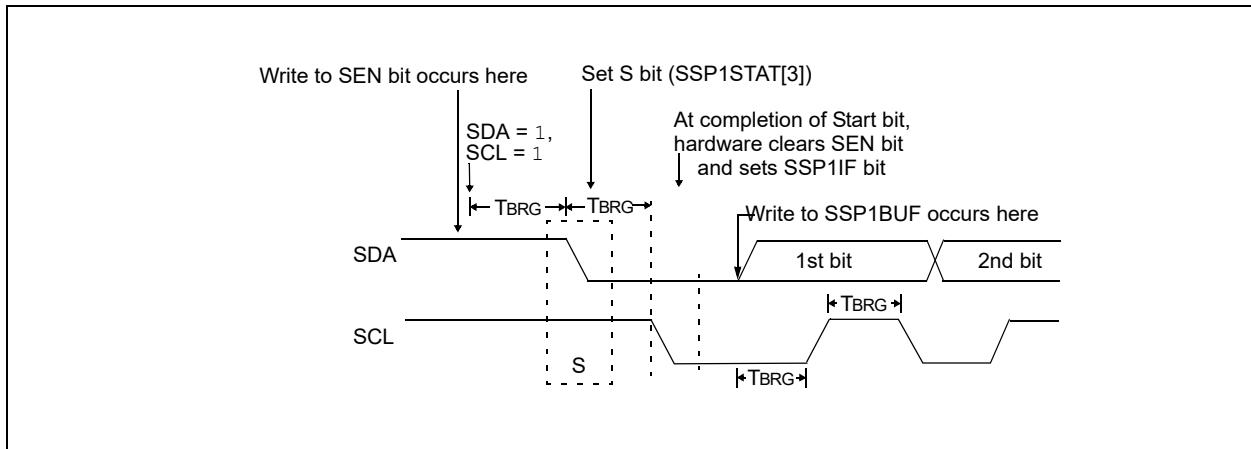 Write to SEN bit occurs here
Set S bit (SSP1STAT[3])
SDA = 1,
SCL = 1
At completion of Start bit,
hardware clears SEN bit
and sets SSP1IF bit
TBRG
TBRG
Write to SSP1BUF occurs here
SDA
1st bit
2nd bit
TBRG
SCL
S
TBRG